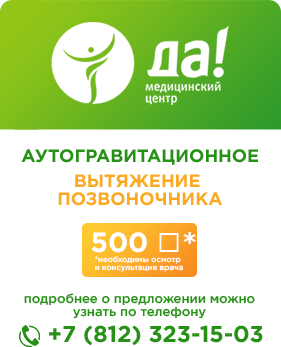 да!
медицинский
центр
АУТОГРАВИТАЦИОННОЕ
ВЫТЯЖЕНИЕ
ПОЗВОНОЧНИКА
500 □*
*необходимы осмотр
и консультация врача
подробнее о предложении можно
узнать по телефону
+7 (812) 323-15-03